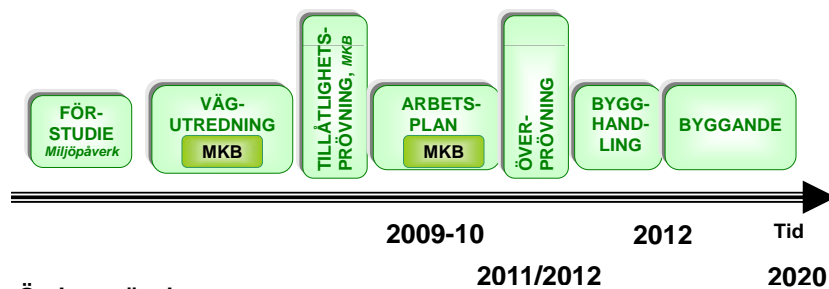 FÖR-
STUDIE
Miljöpåverk
VÄG-
UTREDNING
MKB
TILLÅTLIGHETS-
PRÖVNING, MKB
ARBETS-
PLAN
MKB
ÖVER-
PRÖVNING
BYGG-
HAND-
LING
BYGGANDE
2009-10
2012
Tid
2011/2012
2020